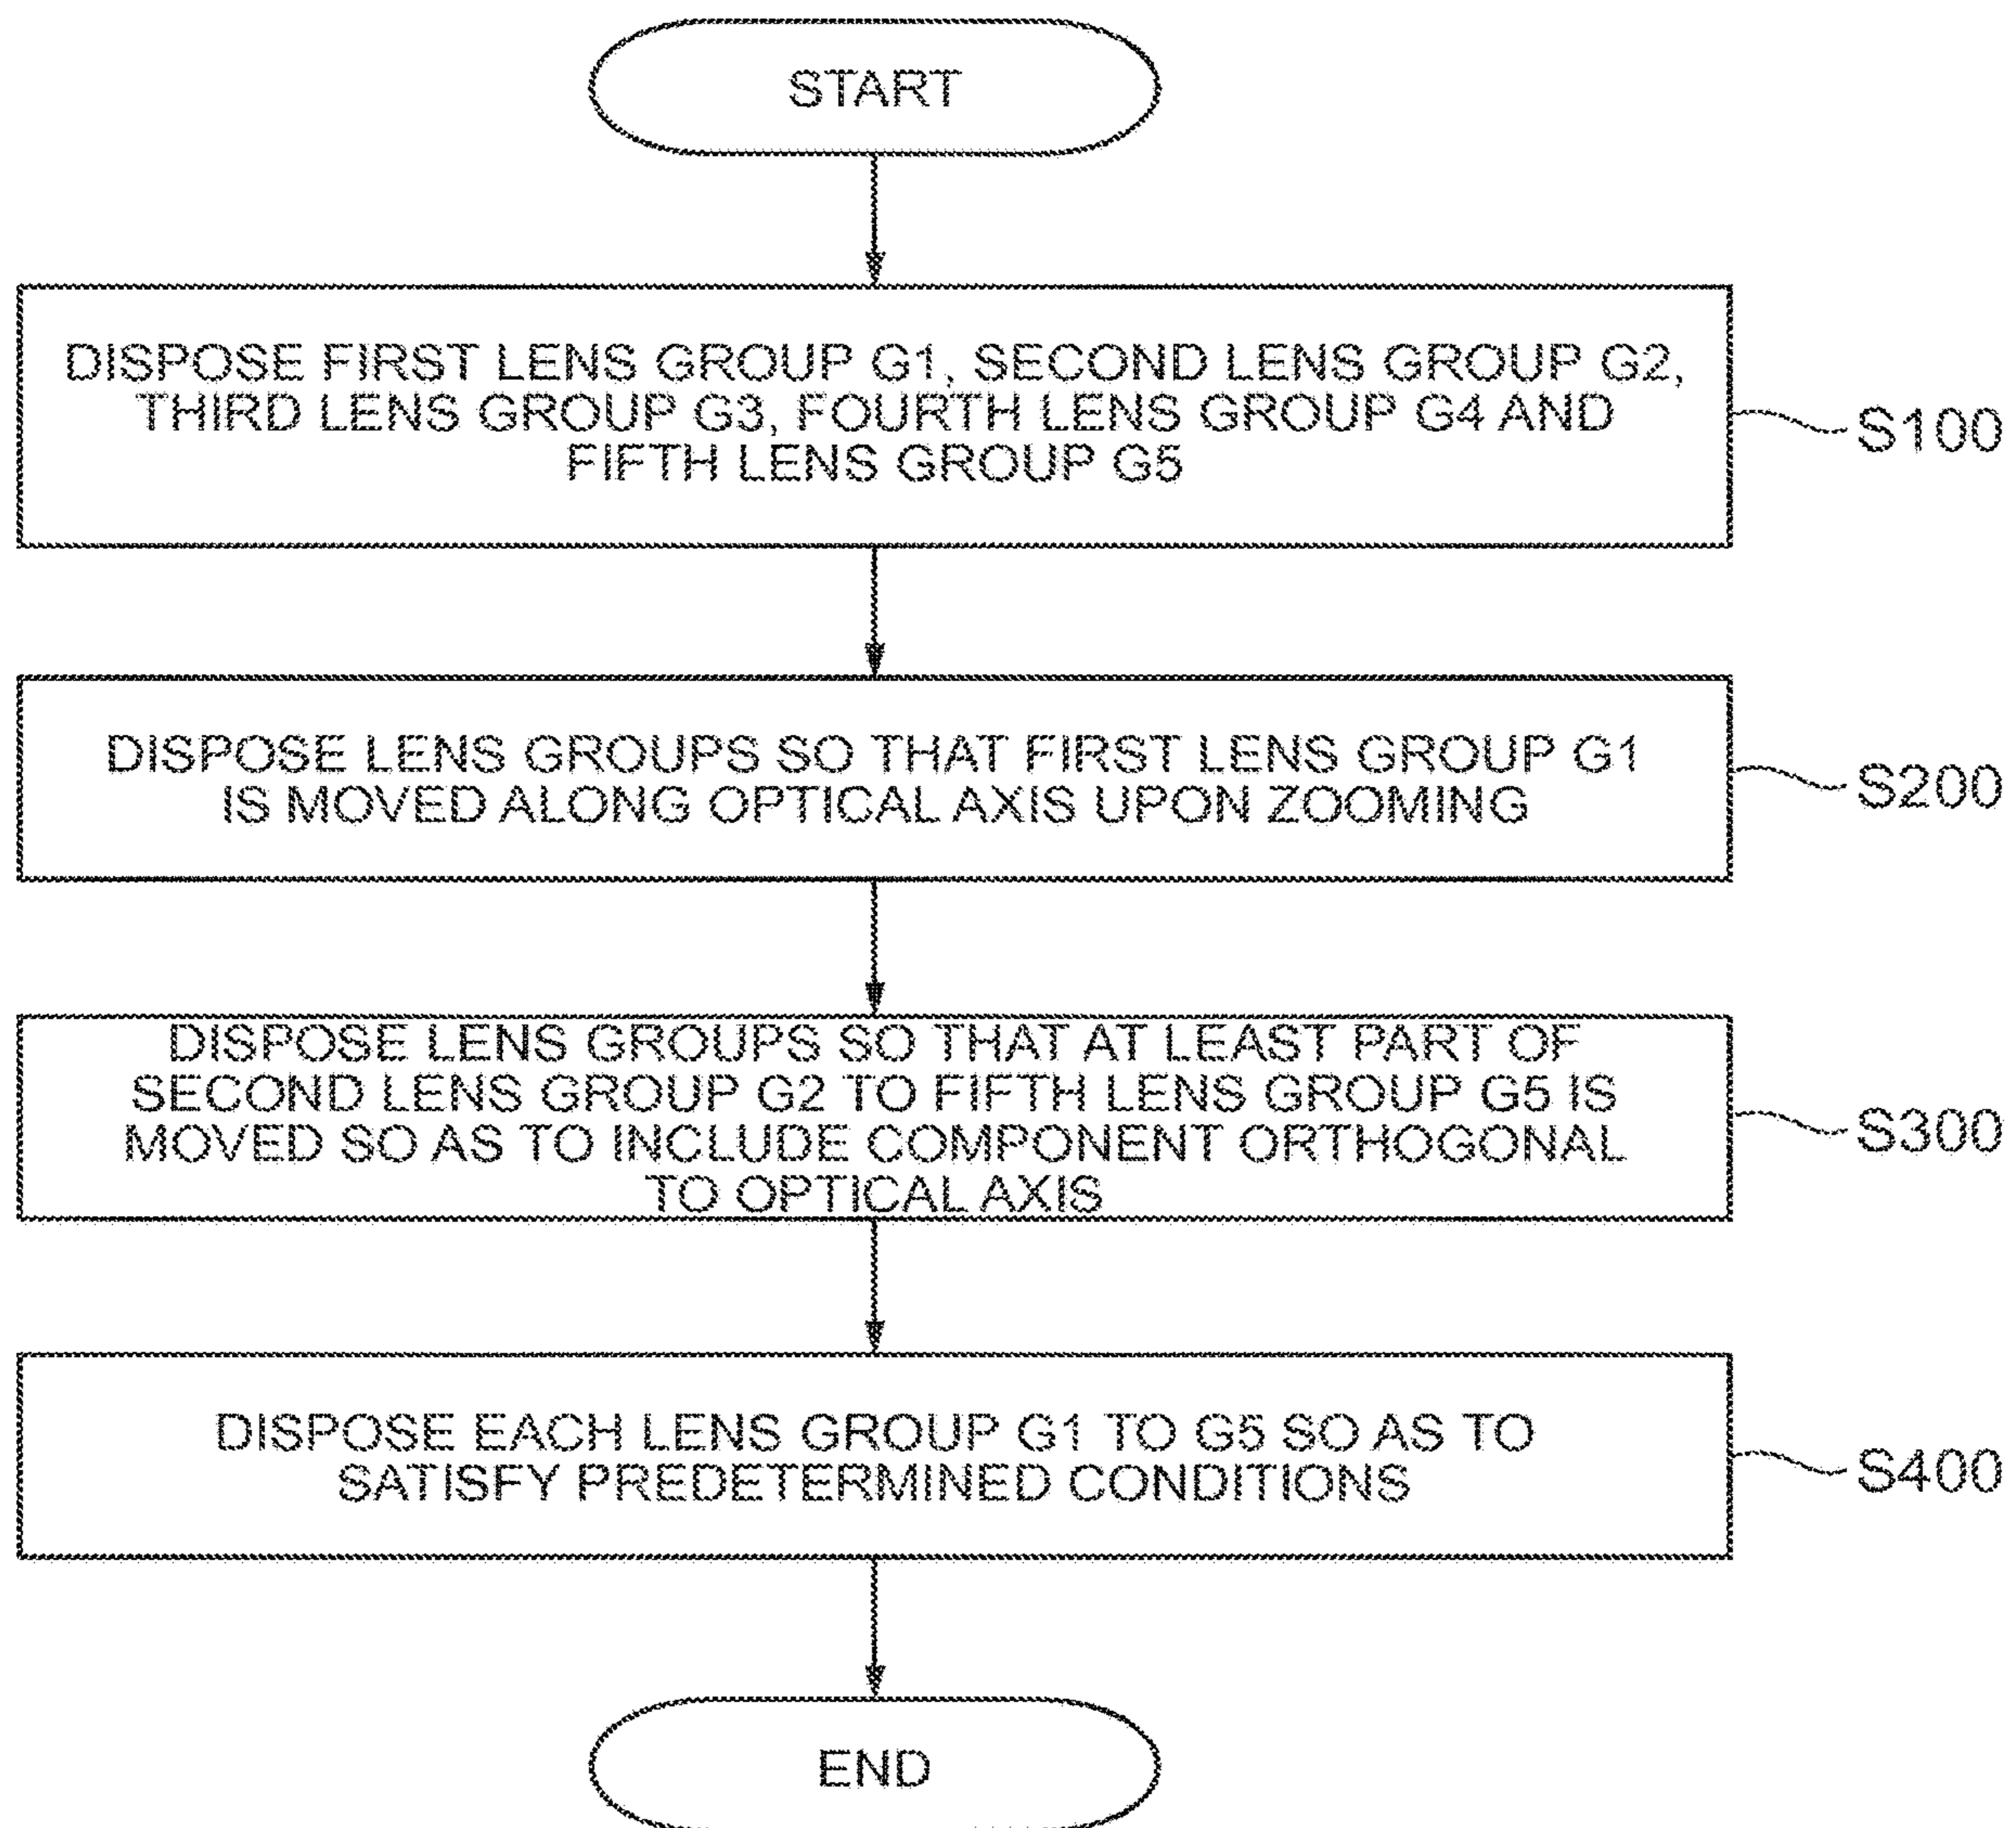 START
DISPOSE FIRST LENS GROUP G1, SECOND LENS GROUP G2,
THIRD LENS GROUP G3, FOURTH LENS GROUP G4 AND
FIFTH LENS GROUP G5
S100
DISPOSE LENS GROUPS SO THAT FIRST LENS GROUP G1
IS MOVED ALONG OPTICAL AXIS UPON ZOOMING
S200
DISPOSE LENS GROUPS SO THAT AT LEAST PART OF
SECOND LENS GROUP G2 TO FIFTH LENS GROUP G5 IS
MOVED SO AS TO INCLUDE COMPONENT ORTHOGONAL
TO OPTICAL AXIS
S300
DISPOSE EACH LENS GROUP G1 TO G5 SO AS TO
SATISFY PREDETERMINED CONDITIONS
S400
END